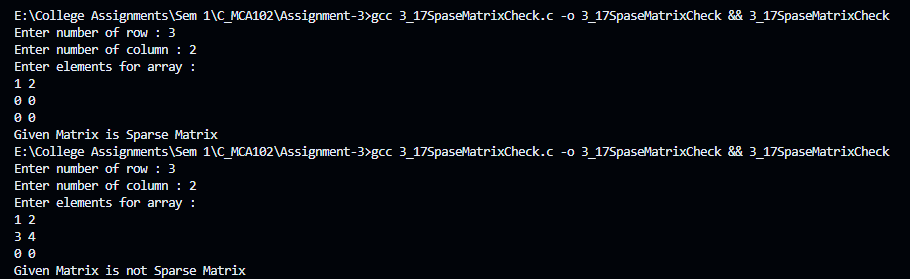 E:\College Assignments\Sem 1\C_MCA102\Assignment-3>gcc 3_17SpaseMatrixCheck.c -o 3_17SpaseMatrixCheck && 3_17SpaseMatrixCheck
Enter number of row : 3
Enter number of column : 2
Enter elements for array :
1 2
0 0
0 0
Given Matrix is Sparse Matrix
E:\College Assignments\Sem 1\C_MCA102\Assignment-3>gcc 3_17SpaseMatrixCheck.c -o 3_17SpaseMatrixCheck && 3_17SpaseMatrixCheck
Enter number of row : 3
Enter number of column : 2
Enter elements for array :
1 2
3 4
0 0
Given Matrix is not Sparse Matrix